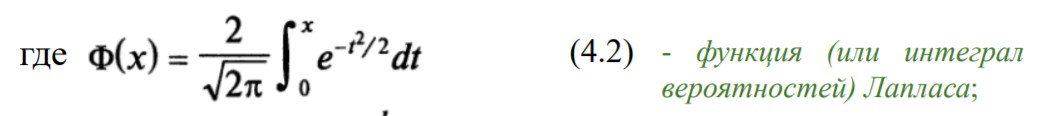 где Ф(x) = 2/√2π ∫₀ˣ e^{-t²/2} dt (4.2) - функция (или интеграл
вероятностей) Лапласа;